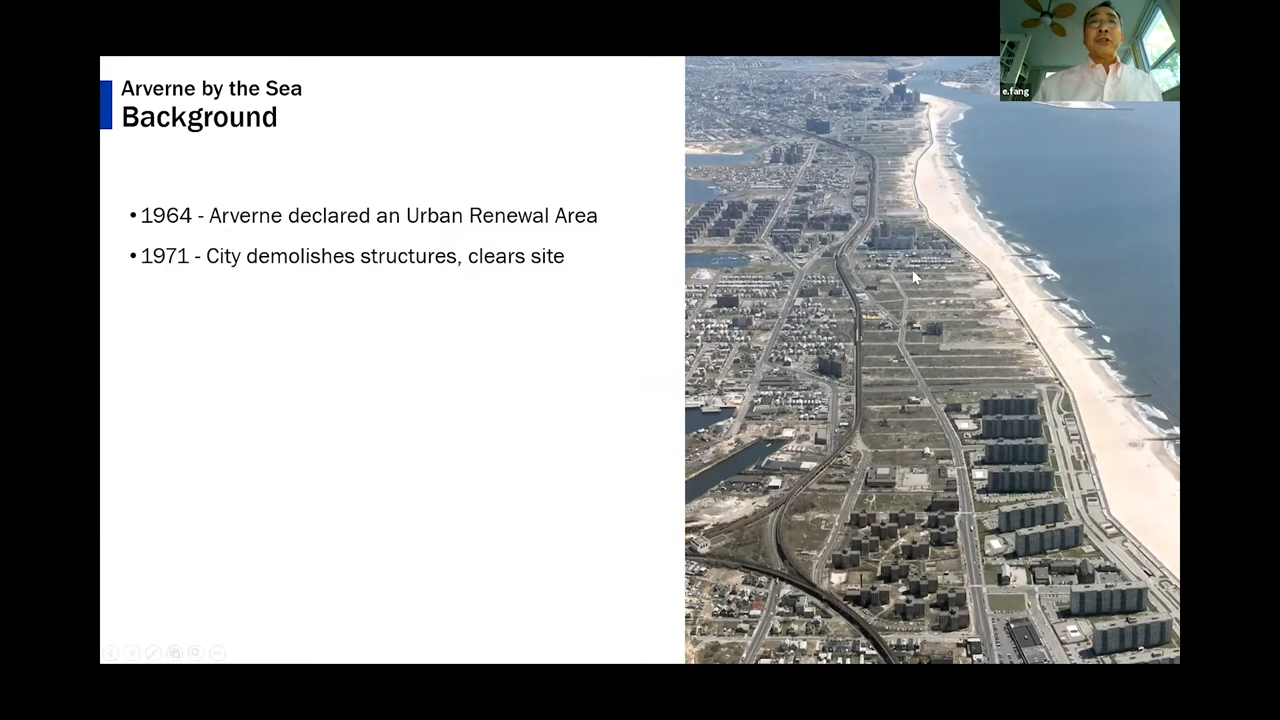 Arverne by the Sea
Background
• 1964 - Arverne declared an Urban Renewal Area
• 1971 - City demolishes structures, clears site
e.fang